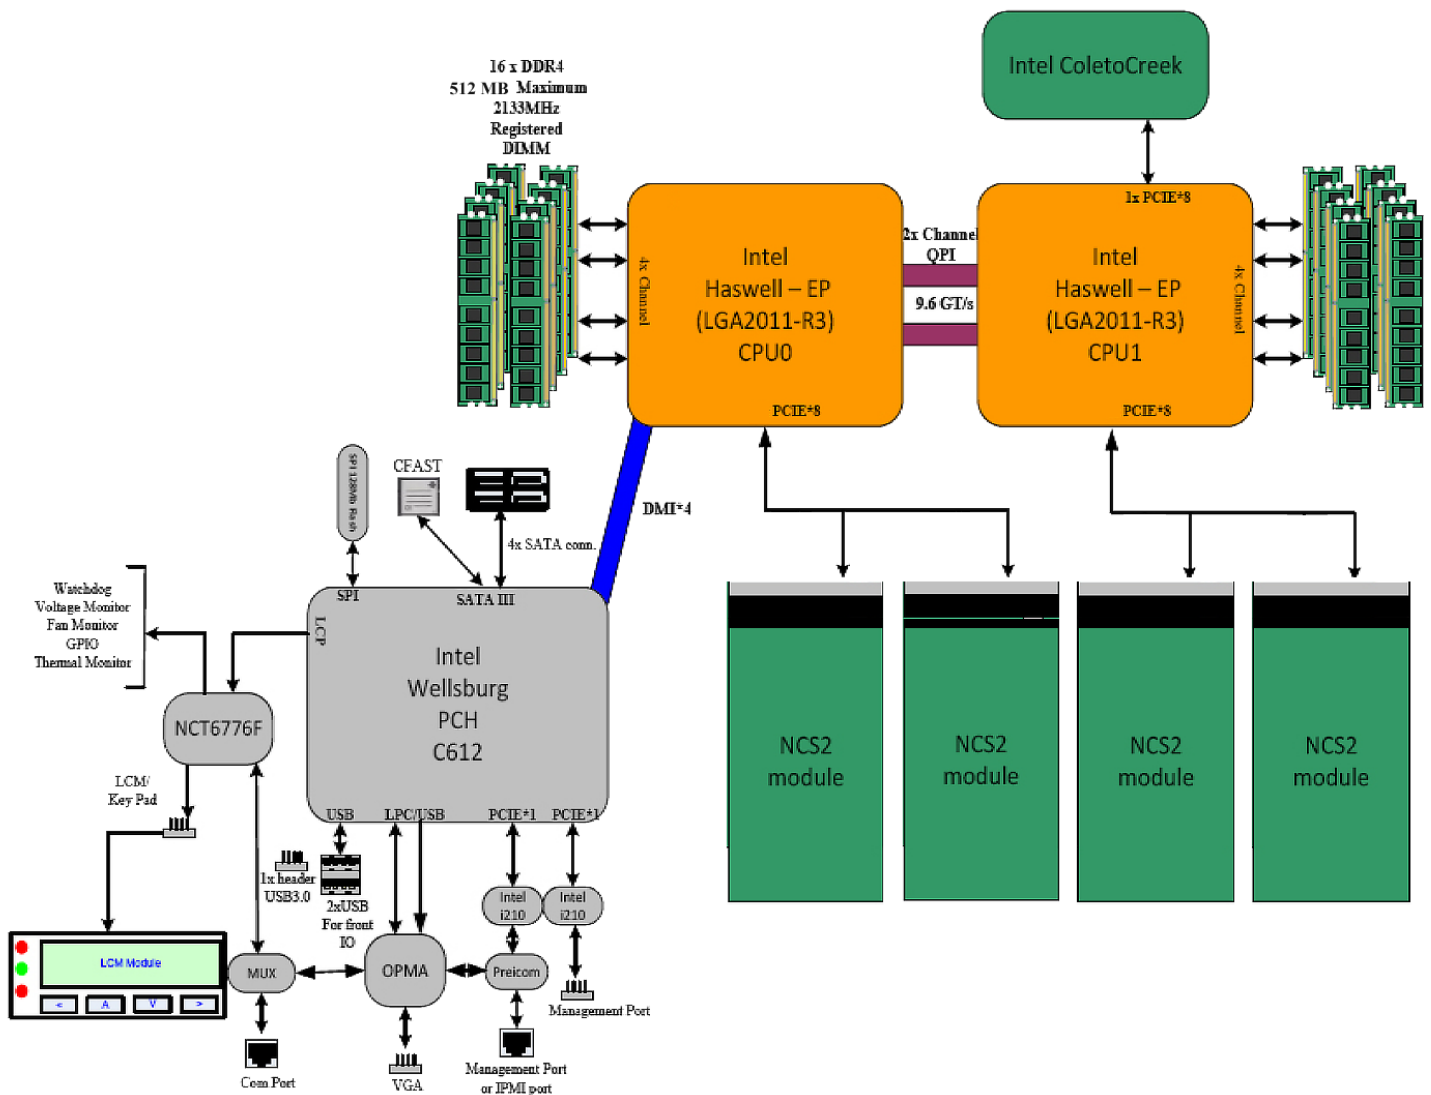 16 x DDR4
512 MB Maximum
2133MHz
Registered
DIMM
Intel ColetoCreek
1x PCIE*8
4x Channel
Intel
Haswell – EP
(LGA2011-R3)
CPU0
PCIE*8
2x Channel
QPI
9.6 GT/s
Intel
Haswell – EP
(LGA2011-R3)
CPU1
PCIE*8
4x Channel
DMI*4
SPI 128Mb Flash
CFAST
4x SATA conn.
Watchdog
Voltage Monitor
Fan Monitor
GPIO
Thermal Monitor
SPI
SATA III
LCP
Intel
Wellsburg
PCH
C612
USB
LPC/USB
PCIE*1
PCIE*1
NCT6776F
LCM/
Key Pad
1x header
USB3.0
2xUSB
For front
IO
Intel
i210
Intel
i210
LCM Module
<
A
V
>
MUX
OPMA
Preicom
Management Port
Com Port
VGA
Management Port
or IPMI port
NCS2
module
NCS2
module
NCS2
module
NCS2
module